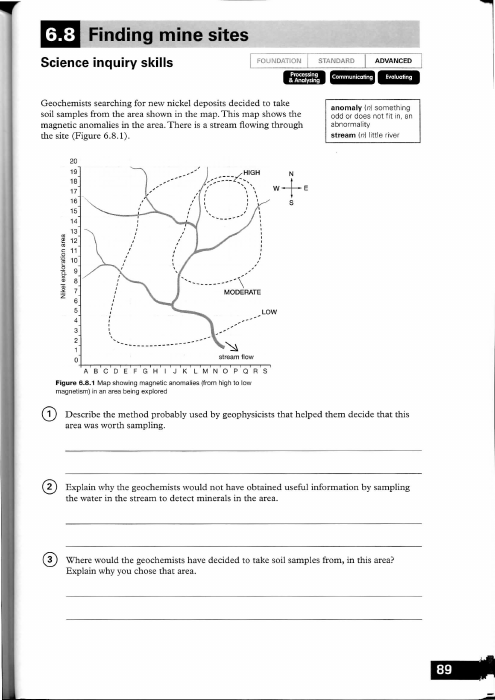 6.8 Finding mine sites
Science inquiry skills
FOUNDATION STANDARD ADVANCED
Processing & Analysing Communicating Evaluating
Geochemists searching for new nickel deposits decided to take
soil samples from the area shown in the map. This map shows the
magnetic anomalies in the area. There is a stream flowing through
the site (Figure 6.8.1).
anomaly (n) something
odd or does not fit in, an
abnormality
stream (n) little river
20
19
18
17
16
15
14
13
12
11
10
9
8
7
6
5
4
3
2
1
0
Nikel exploration area
HIGH
N
W E
S
MODERATE
LOW
stream flow
A B C D E F G H I J K L M N O P Q R S
Figure 6.8.1 Map showing magnetic anomalies (from high to low
magnetism) in an area being explored
1 Describe the method probably used by geophysicists that helped them decide that this
area was worth sampling.
2 Explain why the geochemists would not have obtained useful information by sampling
the water in the stream to detect minerals in the area.
3 Where would the geochemists have decided to take soil samples from, in this area?
Explain why you chose that area.
89